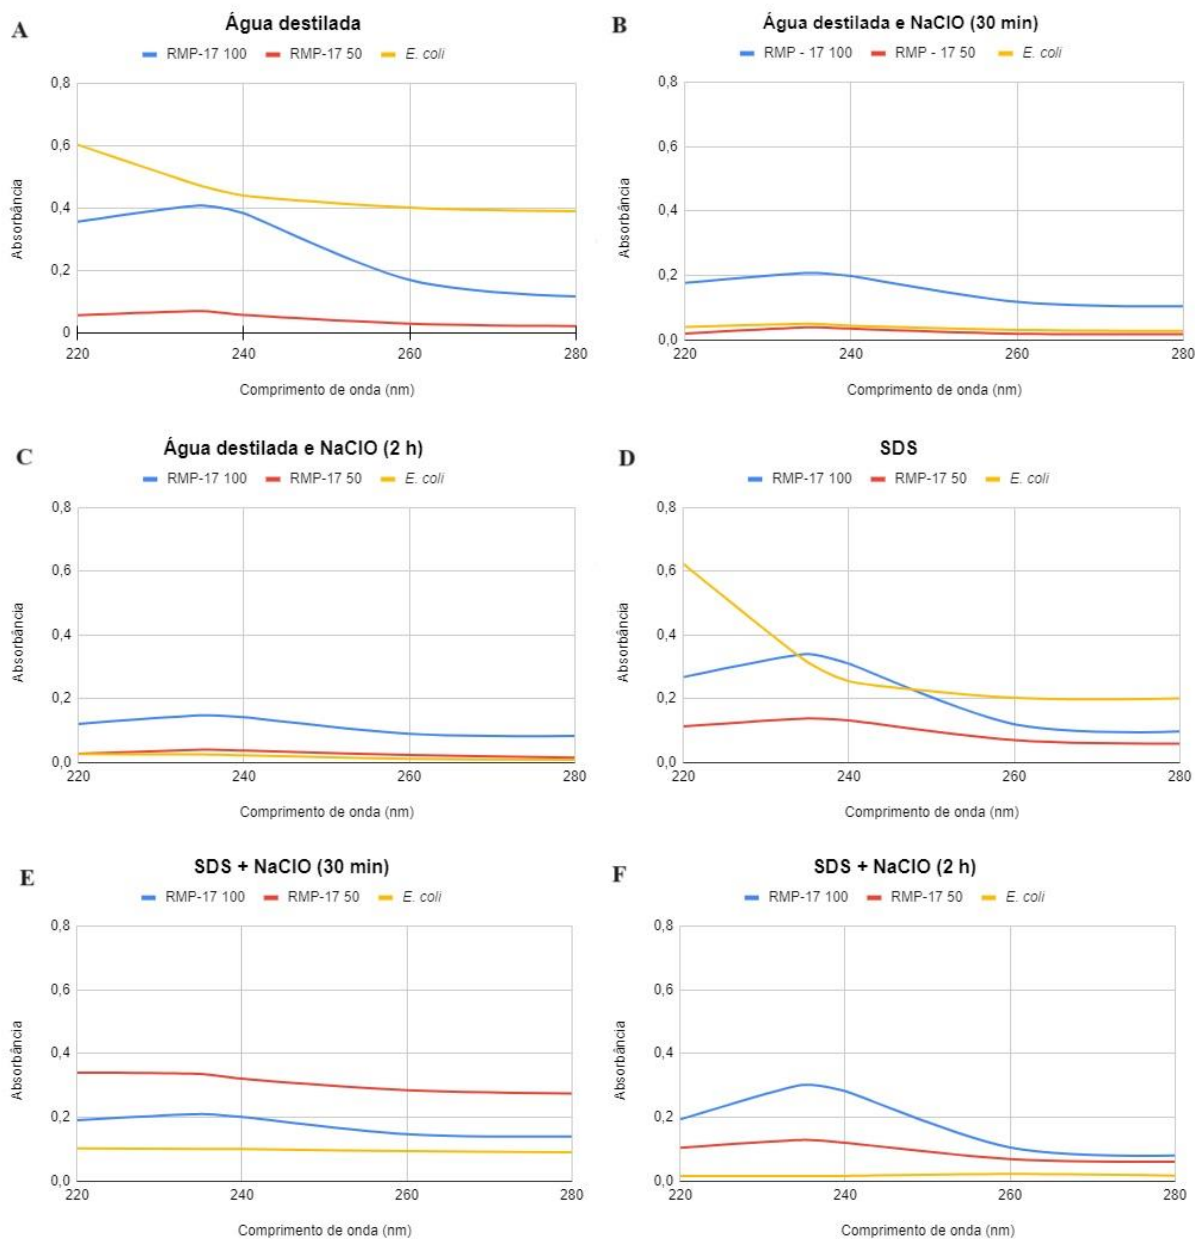 A
Água destilada
RMP-17 100 RMP-17 50 E. coli
0,8
0,6
0,4
0,2
0
Absorbância
220 240 260 280
Comprimento de onda (nm)
B
Água destilada e NaClO (30 min)
RMP - 17 100 RMP - 17 50 E. coli
0,8
0,6
0,4
0,2
0,0
Absorbância
220 240 260 280
Comprimento de onda (nm)
C
Água destilada e NaClO (2 h)
RMP-17 100 RMP-17 50 E. coli
0,8
0,6
0,4
0,2
0,0
Absorbância
220 240 260 280
Comprimento de onda (nm)
D
SDS
RMP-17 100 RMP-17 50 E. coli
0,8
0,6
0,4
0,2
0,0
Absorbância
220 240 260 280
Comprimento de onda (nm)
E
SDS + NaClO (30 min)
RMP-17 100 RMP-17 50 E. coli
0,8
0,6
0,4
0,2
0,0
Absorbância
220 240 260 280
Comprimento de onda (nm)
F
SDS + NaClO (2 h)
RMP-17 100 RMP-17 50 E. coli
0,8
0,6
0,4
0,2
0,0
Absorbância
220 240 260 280
Comprimento de onda (nm)